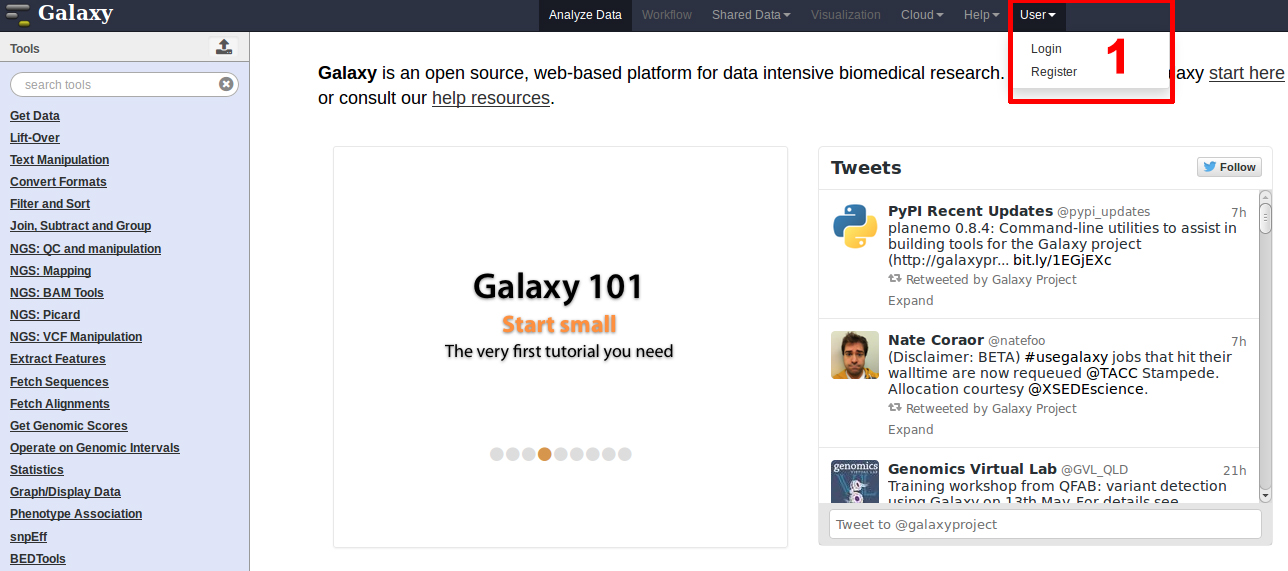 Galaxy
Analyze Data Workflow Shared Data Visualization Cloud Help User
Login
Register
1
Tools
search tools
Get Data
Lift-Over
Text Manipulation
Convert Formats
Filter and Sort
Join, Subtract and Group
NGS: QC and manipulation
NGS: Mapping
NGS: BAM Tools
NGS: Picard
NGS: VCF Manipulation
Extract Features
Fetch Sequences
Fetch Alignments
Get Genomic Scores
Operate on Genomic Intervals
Statistics
Graph/Display Data
Phenotype Association
snpEff
BEDTools
Galaxy is an open source, web-based platform for data intensive biomedical research. axy start here
or consult our help resources.
Galaxy 101
Start small
The very first tutorial you need
Tweets
Follow
PyPI Recent Updates @pypi_updates 7h
planemo 0.8.4: Command-line utilities to assist in
building tools for the Galaxy project
(http://galaxypr... bit.ly/1EGjEXc
Retweeted by Galaxy Project
Expand
Nate Coraor @natefoo 7h
(Disclaimer: BETA) #usegalaxy jobs that hit their
walltime are now requeued @TACC Stampede.
Allocation courtesy @XSEDEscience.
Retweeted by Galaxy Project
Expand
genomics
Genomics Virtual Lab @GVL_QLD 21h
Training workshop from QFAB: variant detection
using Galaxy on 13th May. For details see
Tweet to @galaxyproject